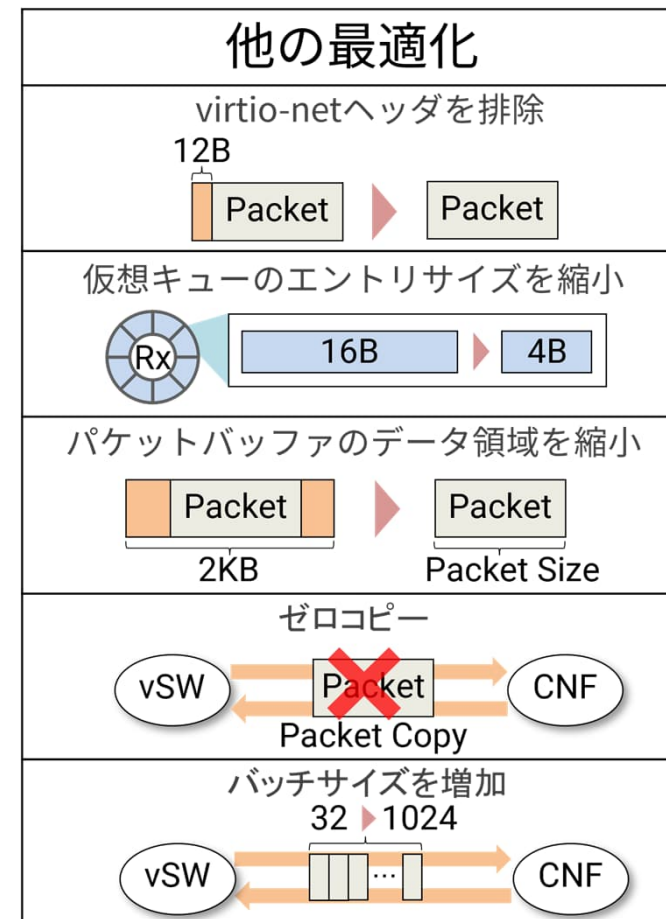 他の最適化
virtio-netヘッダを排除
12B
Packet
Packet
仮想キューのエントリサイズを縮小
Rx
16B
4B
パケットバッファのデータ領域を縮小
Packet
Packet
2KB
Packet Size
ゼロコピー
vSW
Packet
CNF
Packet Copy
バッチサイズを増加
32
1024
vSW
...
CNF